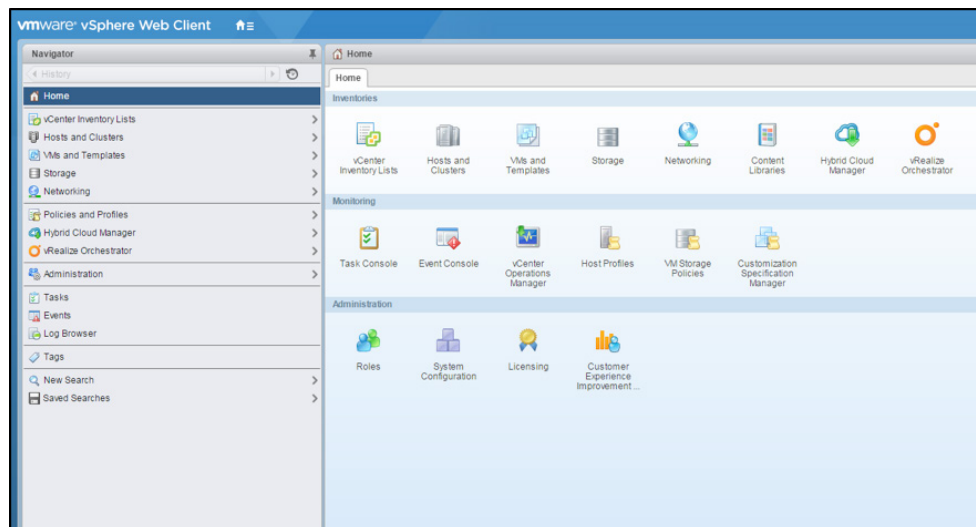 vmware® vSphere Web Client
Navigator
History
Home
vCenter Inventory Lists
Hosts and Clusters
VMs and Templates
Storage
Networking
Policies and Profiles
Hybrid Cloud Manager
vRealize Orchestrator
Administration
Tasks
Events
Log Browser
Tags
New Search
Saved Searches
Home
Home
Inventories
vCenter Inventory Lists
Hosts and Clusters
VMs and Templates
Storage
Networking
Content Libraries
Hybrid Cloud Manager
vRealize Orchestrator
Monitoring
Task Console
Event Console
vCenter Operations Manager
Host Profiles
VM Storage Policies
Customization Specification Manager
Administration
Roles
System Configuration
Licensing
Customer Experience Improvement ...